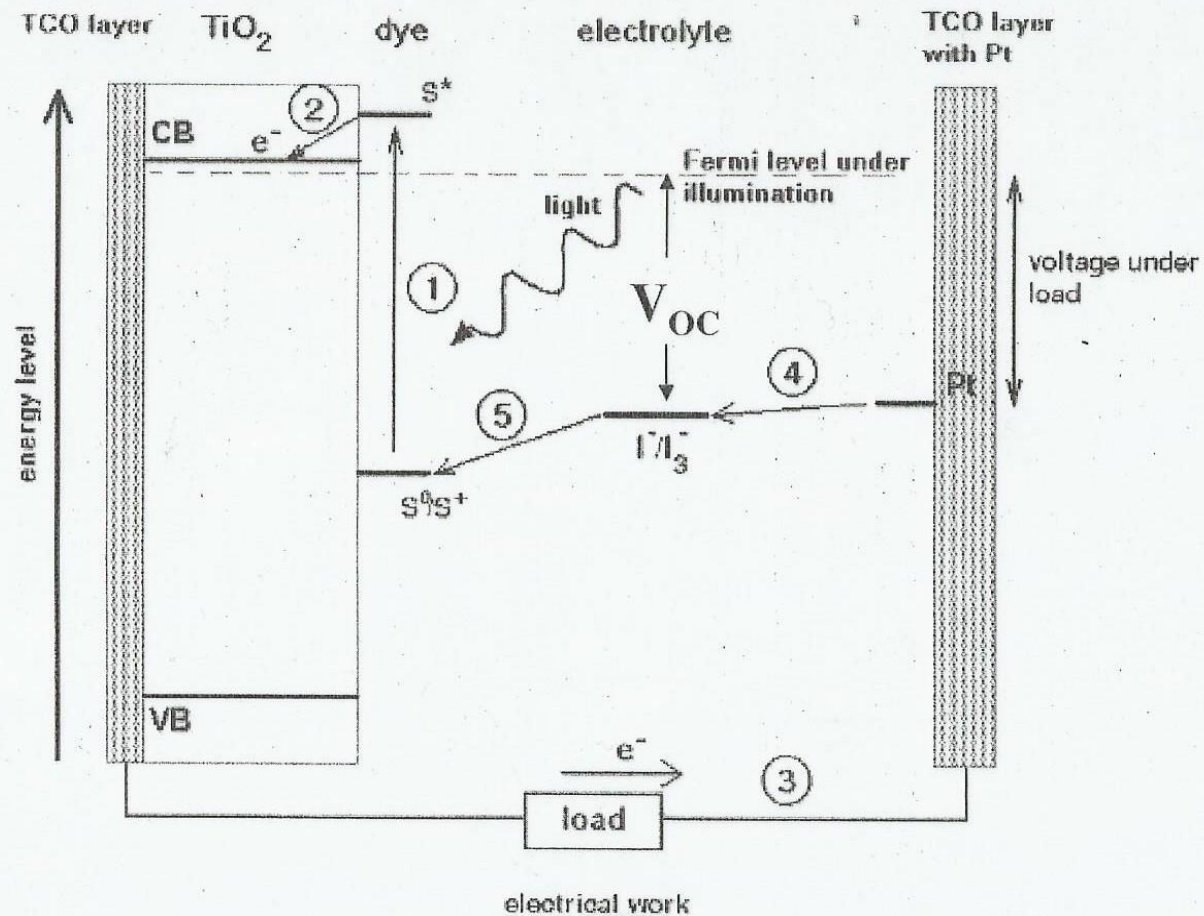 TCO layer
TiO₂
dye
electrolyte
TCO layer
with Pt
S*
②
CB
e⁻
Fermi level under
illumination
light
①
voltage under
load
V_OC
④
Pt
⑤
I⁻/I₃⁻
S⁰/S⁺
energy level
VB
e⁻
③
load
electrical work